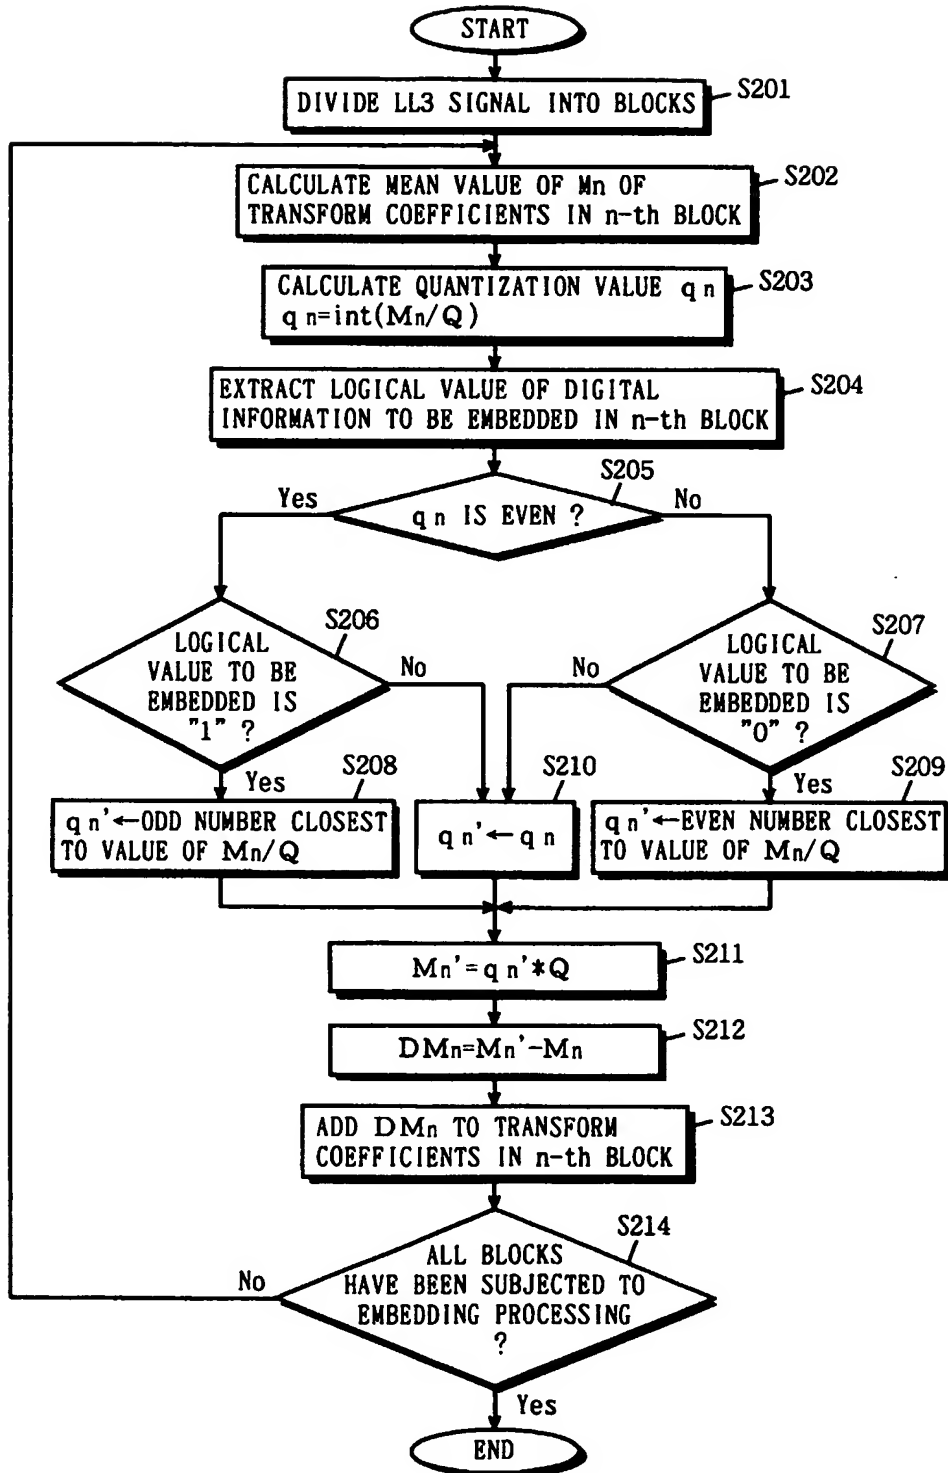 START
S201
DIVIDE LL3 SIGNAL INTO BLOCKS
S202
CALCULATE MEAN VALUE OF Mn OF
TRANSFORM COEFFICIENTS IN n-th BLOCK
S203
CALCULATE QUANTIZATION VALUE qn
qn=int(Mn/Q)
S204
EXTRACT LOGICAL VALUE OF DIGITAL
INFORMATION TO BE EMBEDDED IN n-th BLOCK
S205
Yes
No
qn IS EVEN ?
S206
LOGICAL
VALUE TO BE
EMBEDDED IS
"1" ?
No
Yes
S207
LOGICAL
VALUE TO BE
EMBEDDED IS
"0" ?
No
Yes
S208
qn'←ODD NUMBER CLOSEST
TO VALUE OF Mn/Q
S210
qn'←qn
S209
qn'←EVEN NUMBER CLOSEST
TO VALUE OF Mn/Q
S211
Mn'=qn'*Q
S212
DMn=Mn'-Mn
S213
ADD DMn TO TRANSFORM
COEFFICIENTS IN n-th BLOCK
S214
ALL BLOCKS
HAVE BEEN SUBJECTED TO
EMBEDDING PROCESSING
?
No
Yes
END